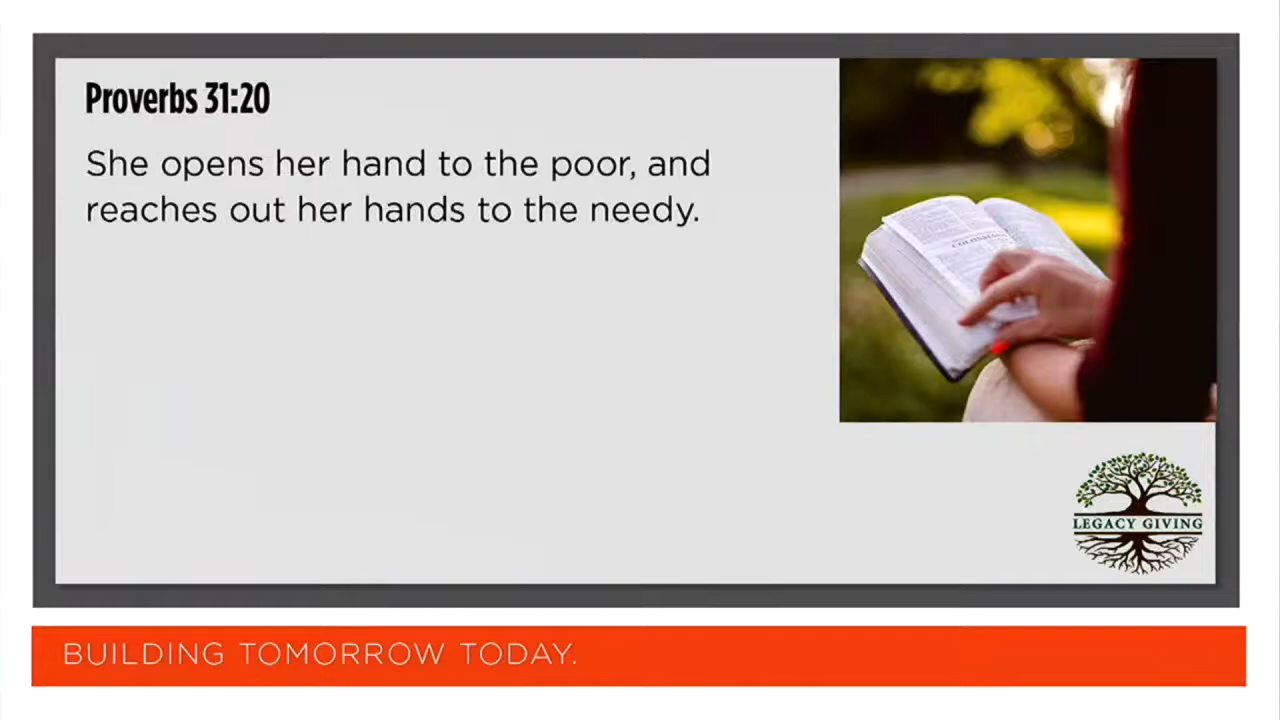 Proverbs 31:20
She opens her hand to the poor, and
reaches out her hands to the needy.
LEGACY GIVING
BUILDING TOMORROW TODAY.